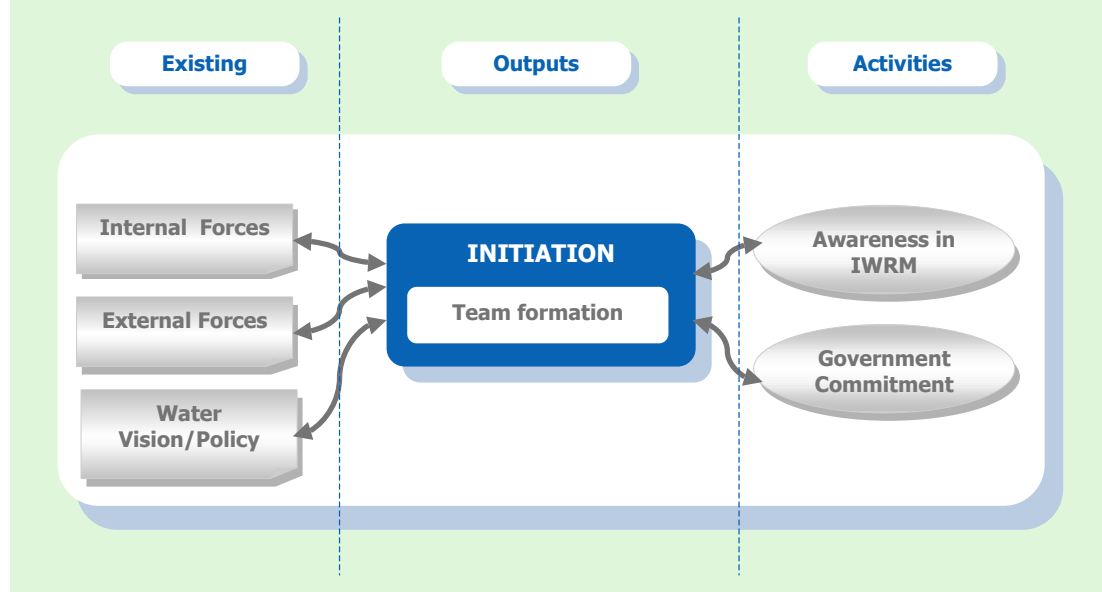 Existing
Outputs
Activities
Internal  Forces
External Forces
Water
Vision/Policy
INITIATION
Team formation
Awareness in
IWRM
Government
Commitment